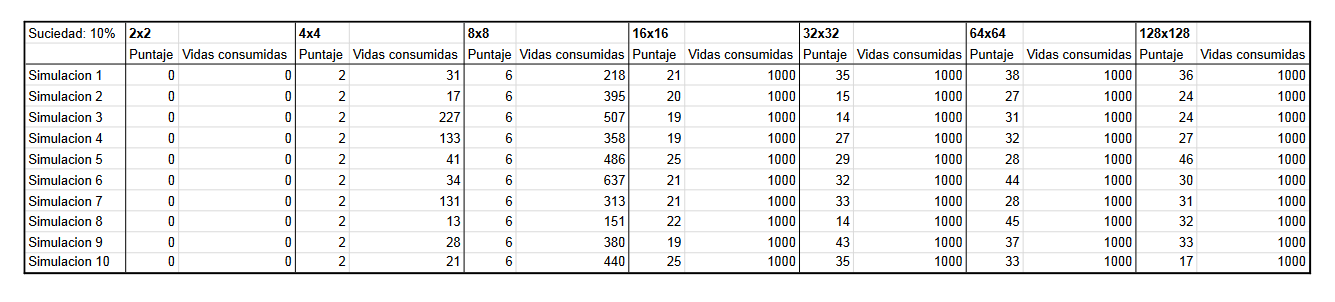 Suciedad: 10% 2x2 4x4 8x8 16x16 32x32 64x64 128x128
Puntaje Vidas consumidas Puntaje Vidas consumidas Puntaje Vidas consumidas Puntaje Vidas consumidas Puntaje Vidas consumidas Puntaje Vidas consumidas Puntaje Vidas consumidas
Simulacion 1 0 0 2 31 6 218 21 1000 35 1000 38 1000 36 1000
Simulacion 2 0 0 2 17 6 395 20 1000 15 1000 27 1000 24 1000
Simulacion 3 0 0 2 227 6 507 19 1000 14 1000 31 1000 24 1000
Simulacion 4 0 0 2 133 6 358 19 1000 27 1000 32 1000 27 1000
Simulacion 5 0 0 2 41 6 486 25 1000 29 1000 28 1000 46 1000
Simulacion 6 0 0 2 34 6 637 21 1000 32 1000 44 1000 30 1000
Simulacion 7 0 0 2 131 6 313 21 1000 33 1000 28 1000 31 1000
Simulacion 8 0 0 2 13 6 151 22 1000 14 1000 45 1000 32 1000
Simulacion 9 0 0 2 28 6 380 19 1000 43 1000 37 1000 33 1000
Simulacion 10 0 0 2 21 6 440 25 1000 35 1000 33 1000 17 1000